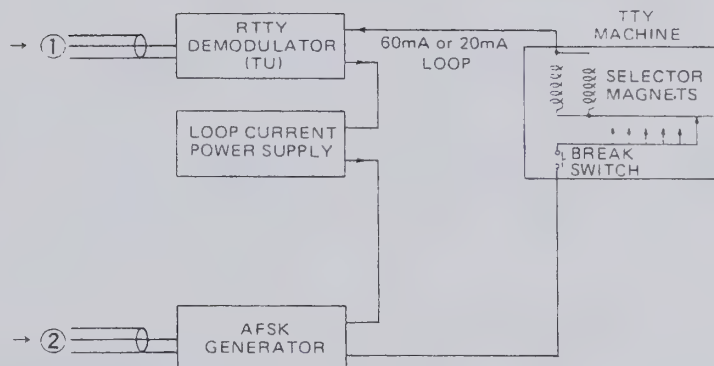 RTTY
DEMODULATOR
(TU)
→ 1
60mA or 20mA
LOOP
TTY
MACHINE
SELECTOR
MAGNETS
LOOP CURRENT
POWER SUPPLY
BREAK
SWITCH
→ 2
AFSK
GENERATOR